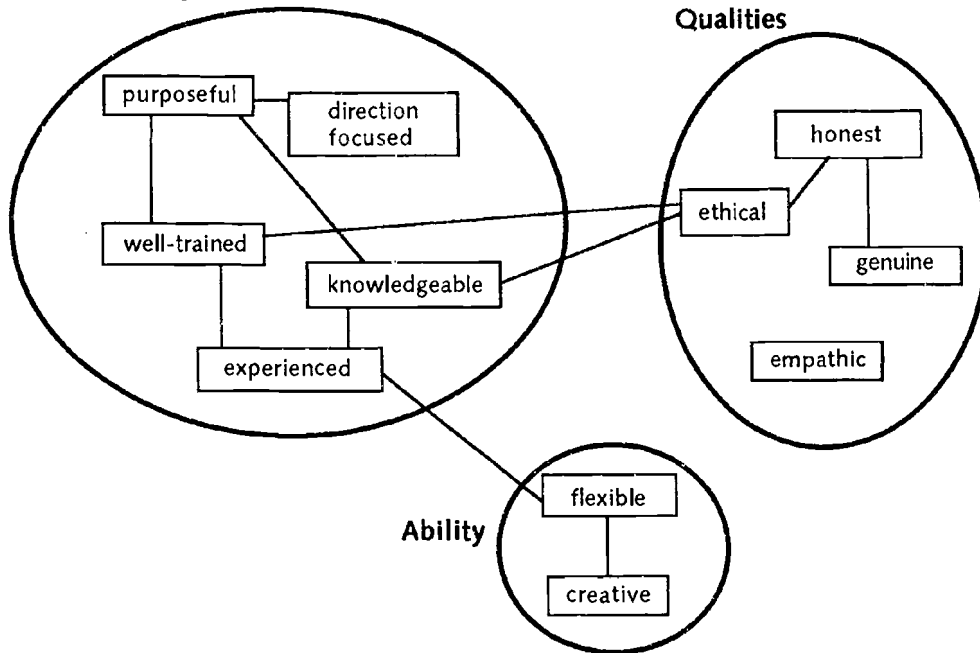 Qualities
purposeful
direction
focused
honest
ethical
well-trained
genuine
knowledgeable
empathic
experienced
flexible
Ability
creative